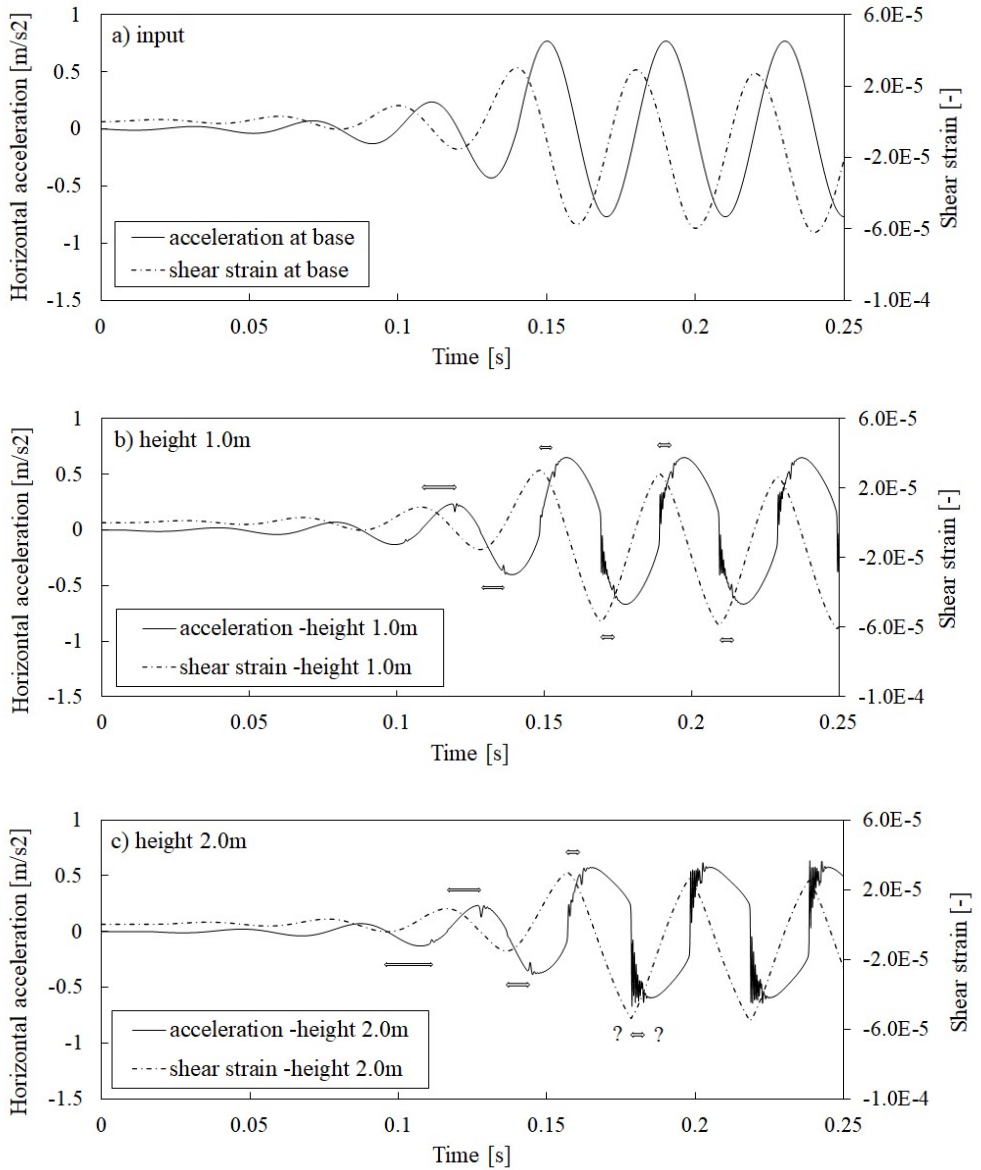 a) input
Horizontal acceleration [m/s2]
1
0.5
0
-0.5
-1
-1.5
6.0E-5
2.0E-5
-2.0E-5
-6.0E-5
-1.0E-4
Shear strain [-]
acceleration at base
shear strain at base
0 0.05 0.1 0.15 0.2 0.25
Time [s]
b) height 1.0m
Horizontal acceleration [m/s2]
1
0.5
0
-0.5
-1
-1.5
6.0E-5
2.0E-5
-2.0E-5
-6.0E-5
-1.0E-4
Shear strain [-]
acceleration -height 1.0m
shear strain -height 1.0m
0 0.05 0.1 0.15 0.2 0.25
Time [s]
c) height 2.0m
Horizontal acceleration [m/s2]
1
0.5
0
-0.5
-1
-1.5
6.0E-5
2.0E-5
-2.0E-5
-6.0E-5
-1.0E-4
Shear strain [-]
? ?
acceleration -height 2.0m
shear strain -height 2.0m
0 0.05 0.1 0.15 0.2 0.25
Time [s]